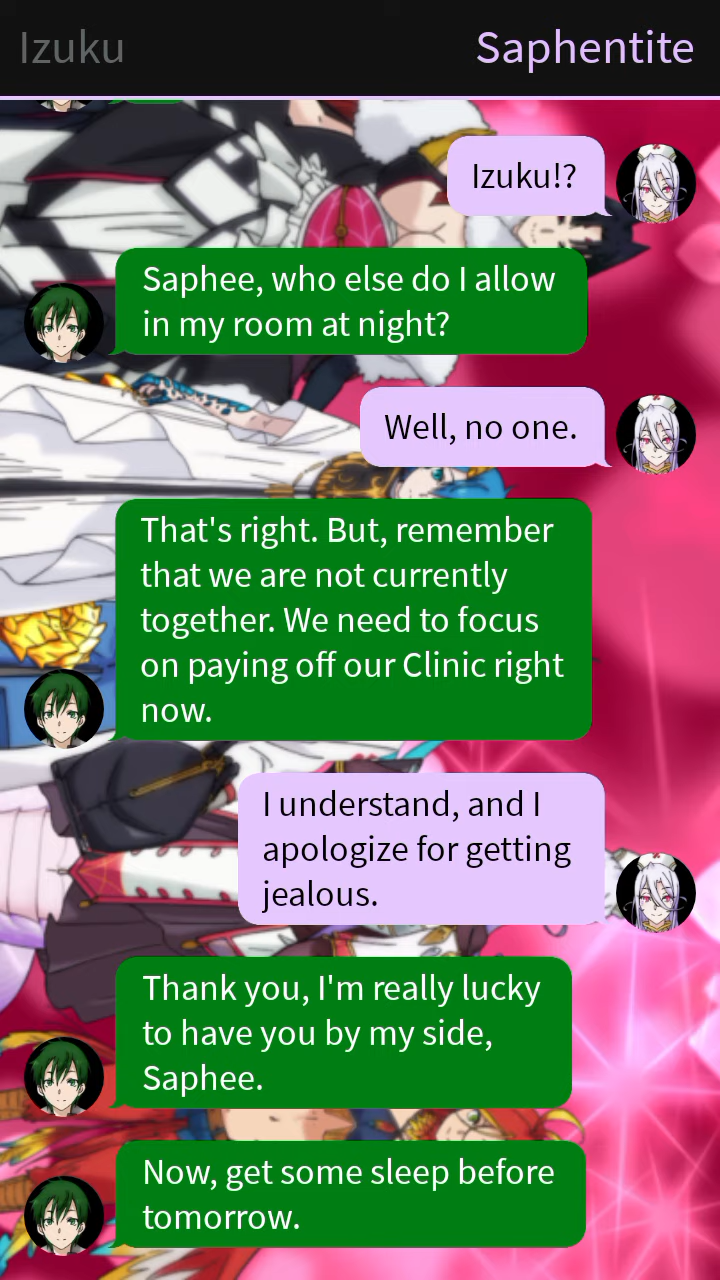 Izuku
Saphentite
Izuku!?
Saphee, who else do I allow
in my room at night?
Well, no one.
That's right. But, remember
that we are not currently
together. We need to focus
on paying off our Clinic right
now.
I understand, and I
apologize for getting
jealous.
Thank you, I'm really lucky
to have you by my side,
Saphee.
Now, get some sleep before
tomorrow.